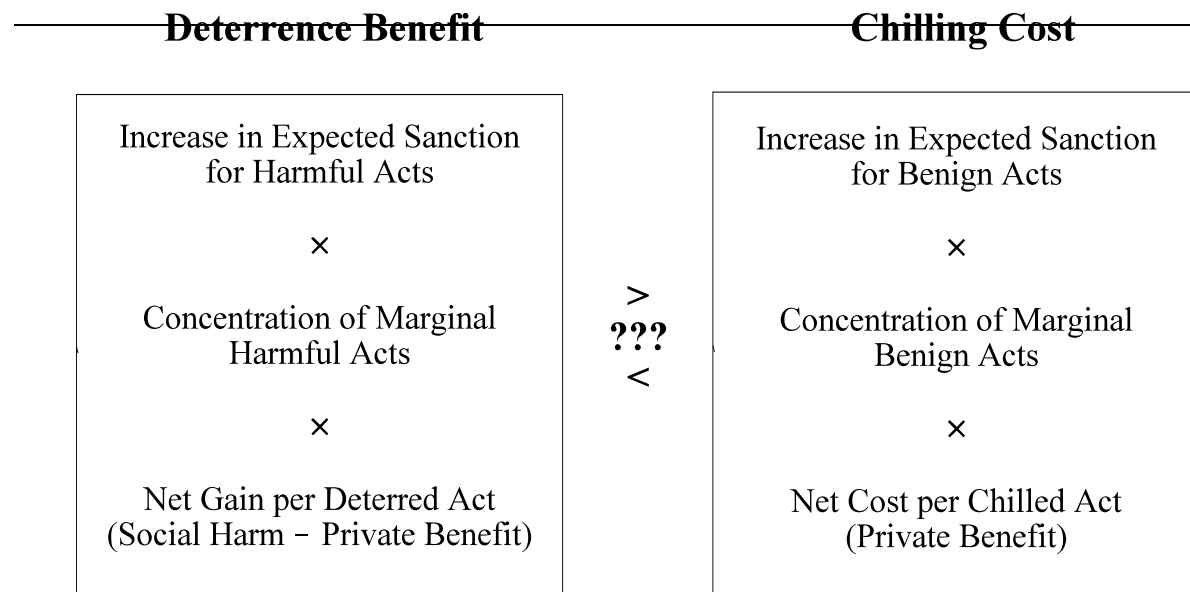 Deterrence Benefit
Increase in Expected Sanction
for Harmful Acts
×
Concentration of Marginal
Harmful Acts
×
Net Gain per Deterred Act
(Social Harm − Private Benefit)
>
???
<
Chilling Cost
Increase in Expected Sanction
for Benign Acts
×
Concentration of Marginal
Benign Acts
×
Net Cost per Chilled Act
(Private Benefit)